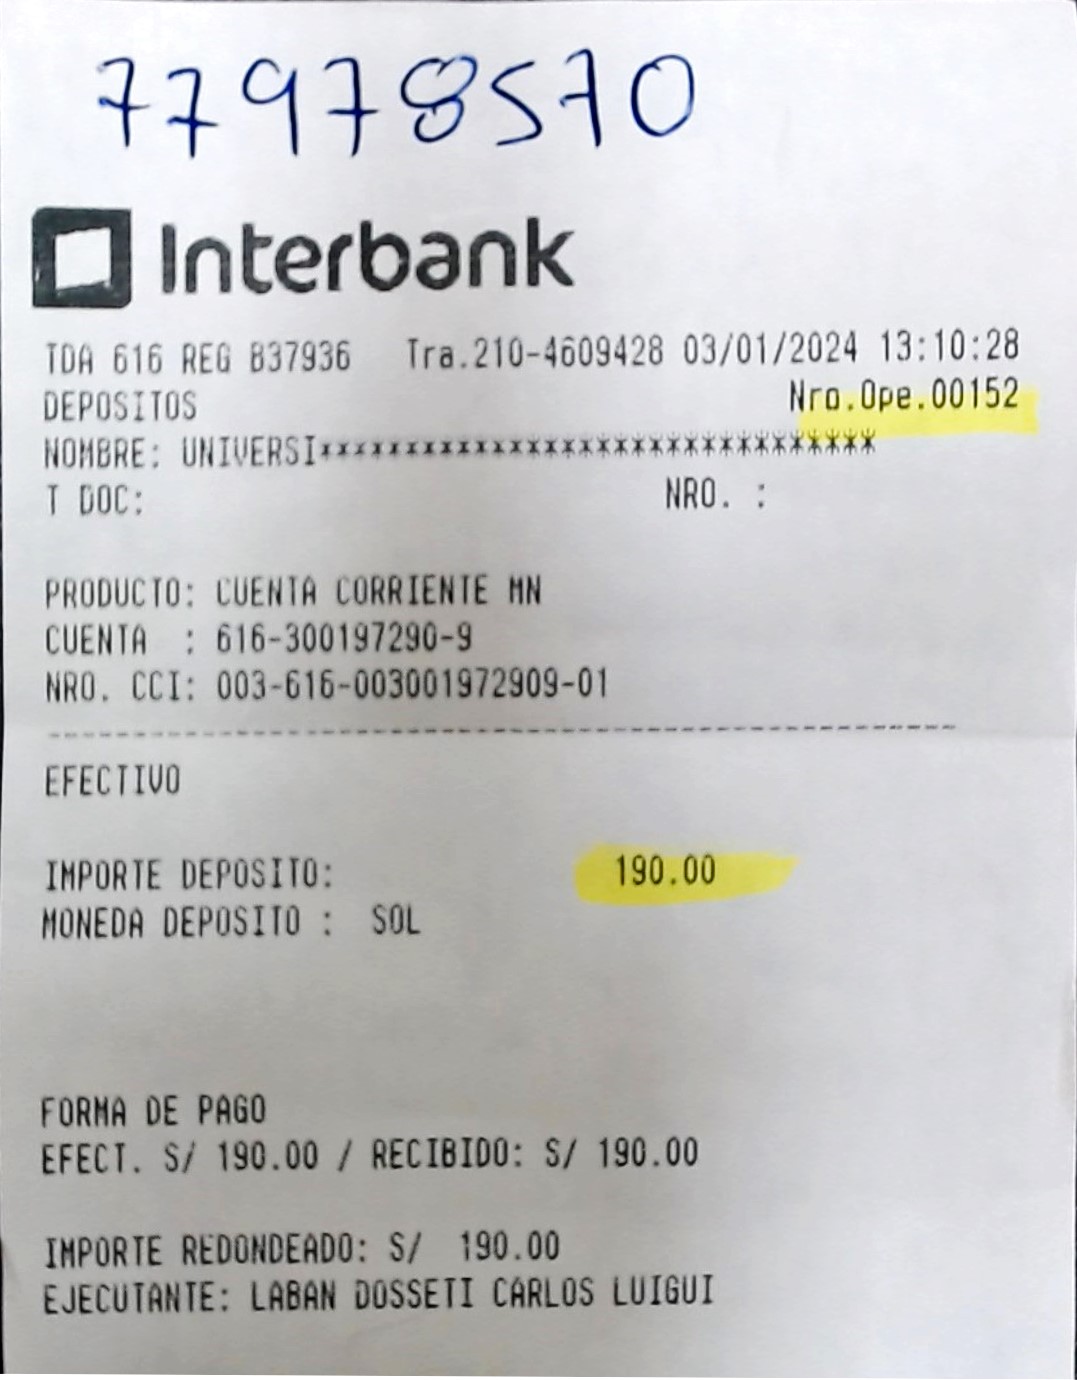 77978570
Interbank
TDA 616 REG B37936 Tra.210-4609428 03/01/2024 13:10:28
DEPOSITOS Nro.Ope.00152
NOMBRE: UNIVERSI*********************************
T DOC: NRO. :
PRODUCTO: CUENTA CORRIENTE MN
CUENTA : 616-300197290-9
NRO. CCI: 003-616-003001972909-01
--------------------------------------------------
EFECTIVO
IMPORTE DEPOSITO: 190.00
MONEDA DEPOSITO : SOL
FORMA DE PAGO
EFECT. S/ 190.00 / RECIBIDO: S/ 190.00
IMPORTE REDONDEADO: S/ 190.00
EJECUTANTE: LABAN DOSSETI CARLOS LUIGUI